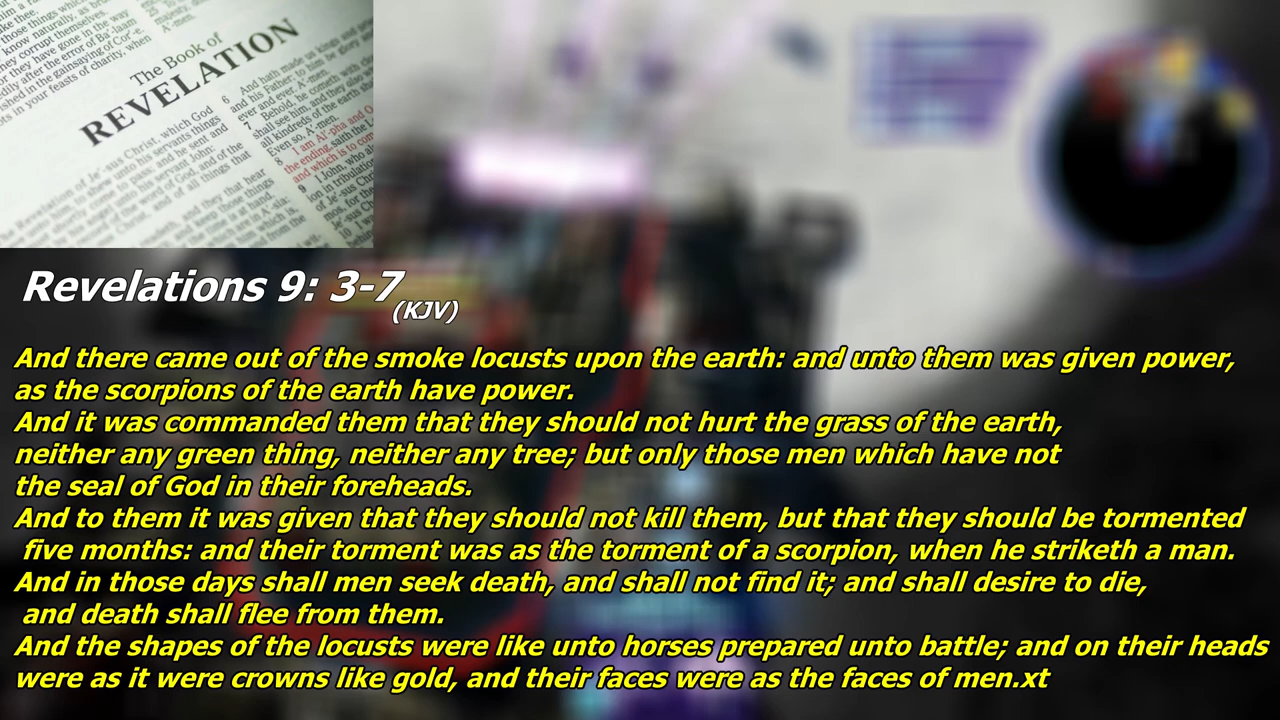 The Book of
REVELATION
Revelations 9: 3-7 (KJV)
And there came out of the smoke locusts upon the earth: and unto them was given power,
as the scorpions of the earth have power.
And it was commanded them that they should not hurt the grass of the earth,
neither any green thing, neither any tree; but only those men which have not
the seal of God in their foreheads.
And to them it was given that they should not kill them, but that they should be tormented
five months: and their torment was as the torment of a scorpion, when he striketh a man.
And in those days shall men seek death, and shall not find it; and shall desire to die,
and death shall flee from them.
And the shapes of the locusts were like unto horses prepared unto battle; and on their heads
were as it were crowns like gold, and their faces were as the faces of men.xt